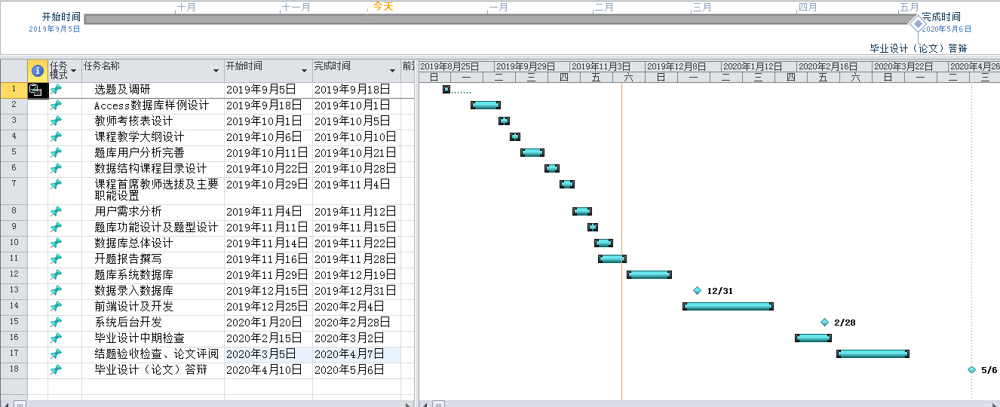 十月 十一月 今天 一月 二月 三月 四月 五月
开始时间 完成时间
2019年9月5日 2020年5月6日
毕业设计（论文）答辩
任务模式 任务名称 开始时间 完成时间
2019年8月25日 2019年9月29日 2019年11月3日 2019年12月8日 2020年1月12日 2020年2月16日 2020年3月22日 2020年4月26
日 一 二 三 四 五 六 日 一 二 三 四 五 六 日 一 二 三
1 选题及调研 2019年9月5日 2019年9月18日
2 Access数据库样例设计 2019年9月18日 2019年10月1日
3 教师考核表设计 2019年10月1日 2019年10月5日
4 课程教学大纲设计 2019年10月6日 2019年10月10日
5 题库用户分析完善 2019年10月11日 2019年10月21日
6 数据结构课程目录设计 2019年10月22日 2019年10月28日
7 课程首席教师选拔及主要 2019年10月29日 2019年11月4日
职能设置
8 用户需求分析 2019年11月4日 2019年11月12日
9 题库功能设计及题型设计 2019年11月11日 2019年11月15日
10 数据库总体设计 2019年11月14日 2019年11月22日
11 开题报告撰写 2019年11月16日 2019年11月28日
12 题库系统数据库 2019年11月29日 2019年12月19日
13 数据录入数据库 2019年12月15日 2019年12月31日 12/31
14 前端设计及开发 2019年12月25日 2020年2月4日
15 系统后台开发 2020年1月20日 2020年2月28日 2/28
16 毕业设计中期检查 2020年2月15日 2020年3月2日
17 结题验收检查、论文评阅 2020年3月5日 2020年4月7日
18 毕业设计（论文）答辩 2020年4月10日 2020年5月6日 5/6